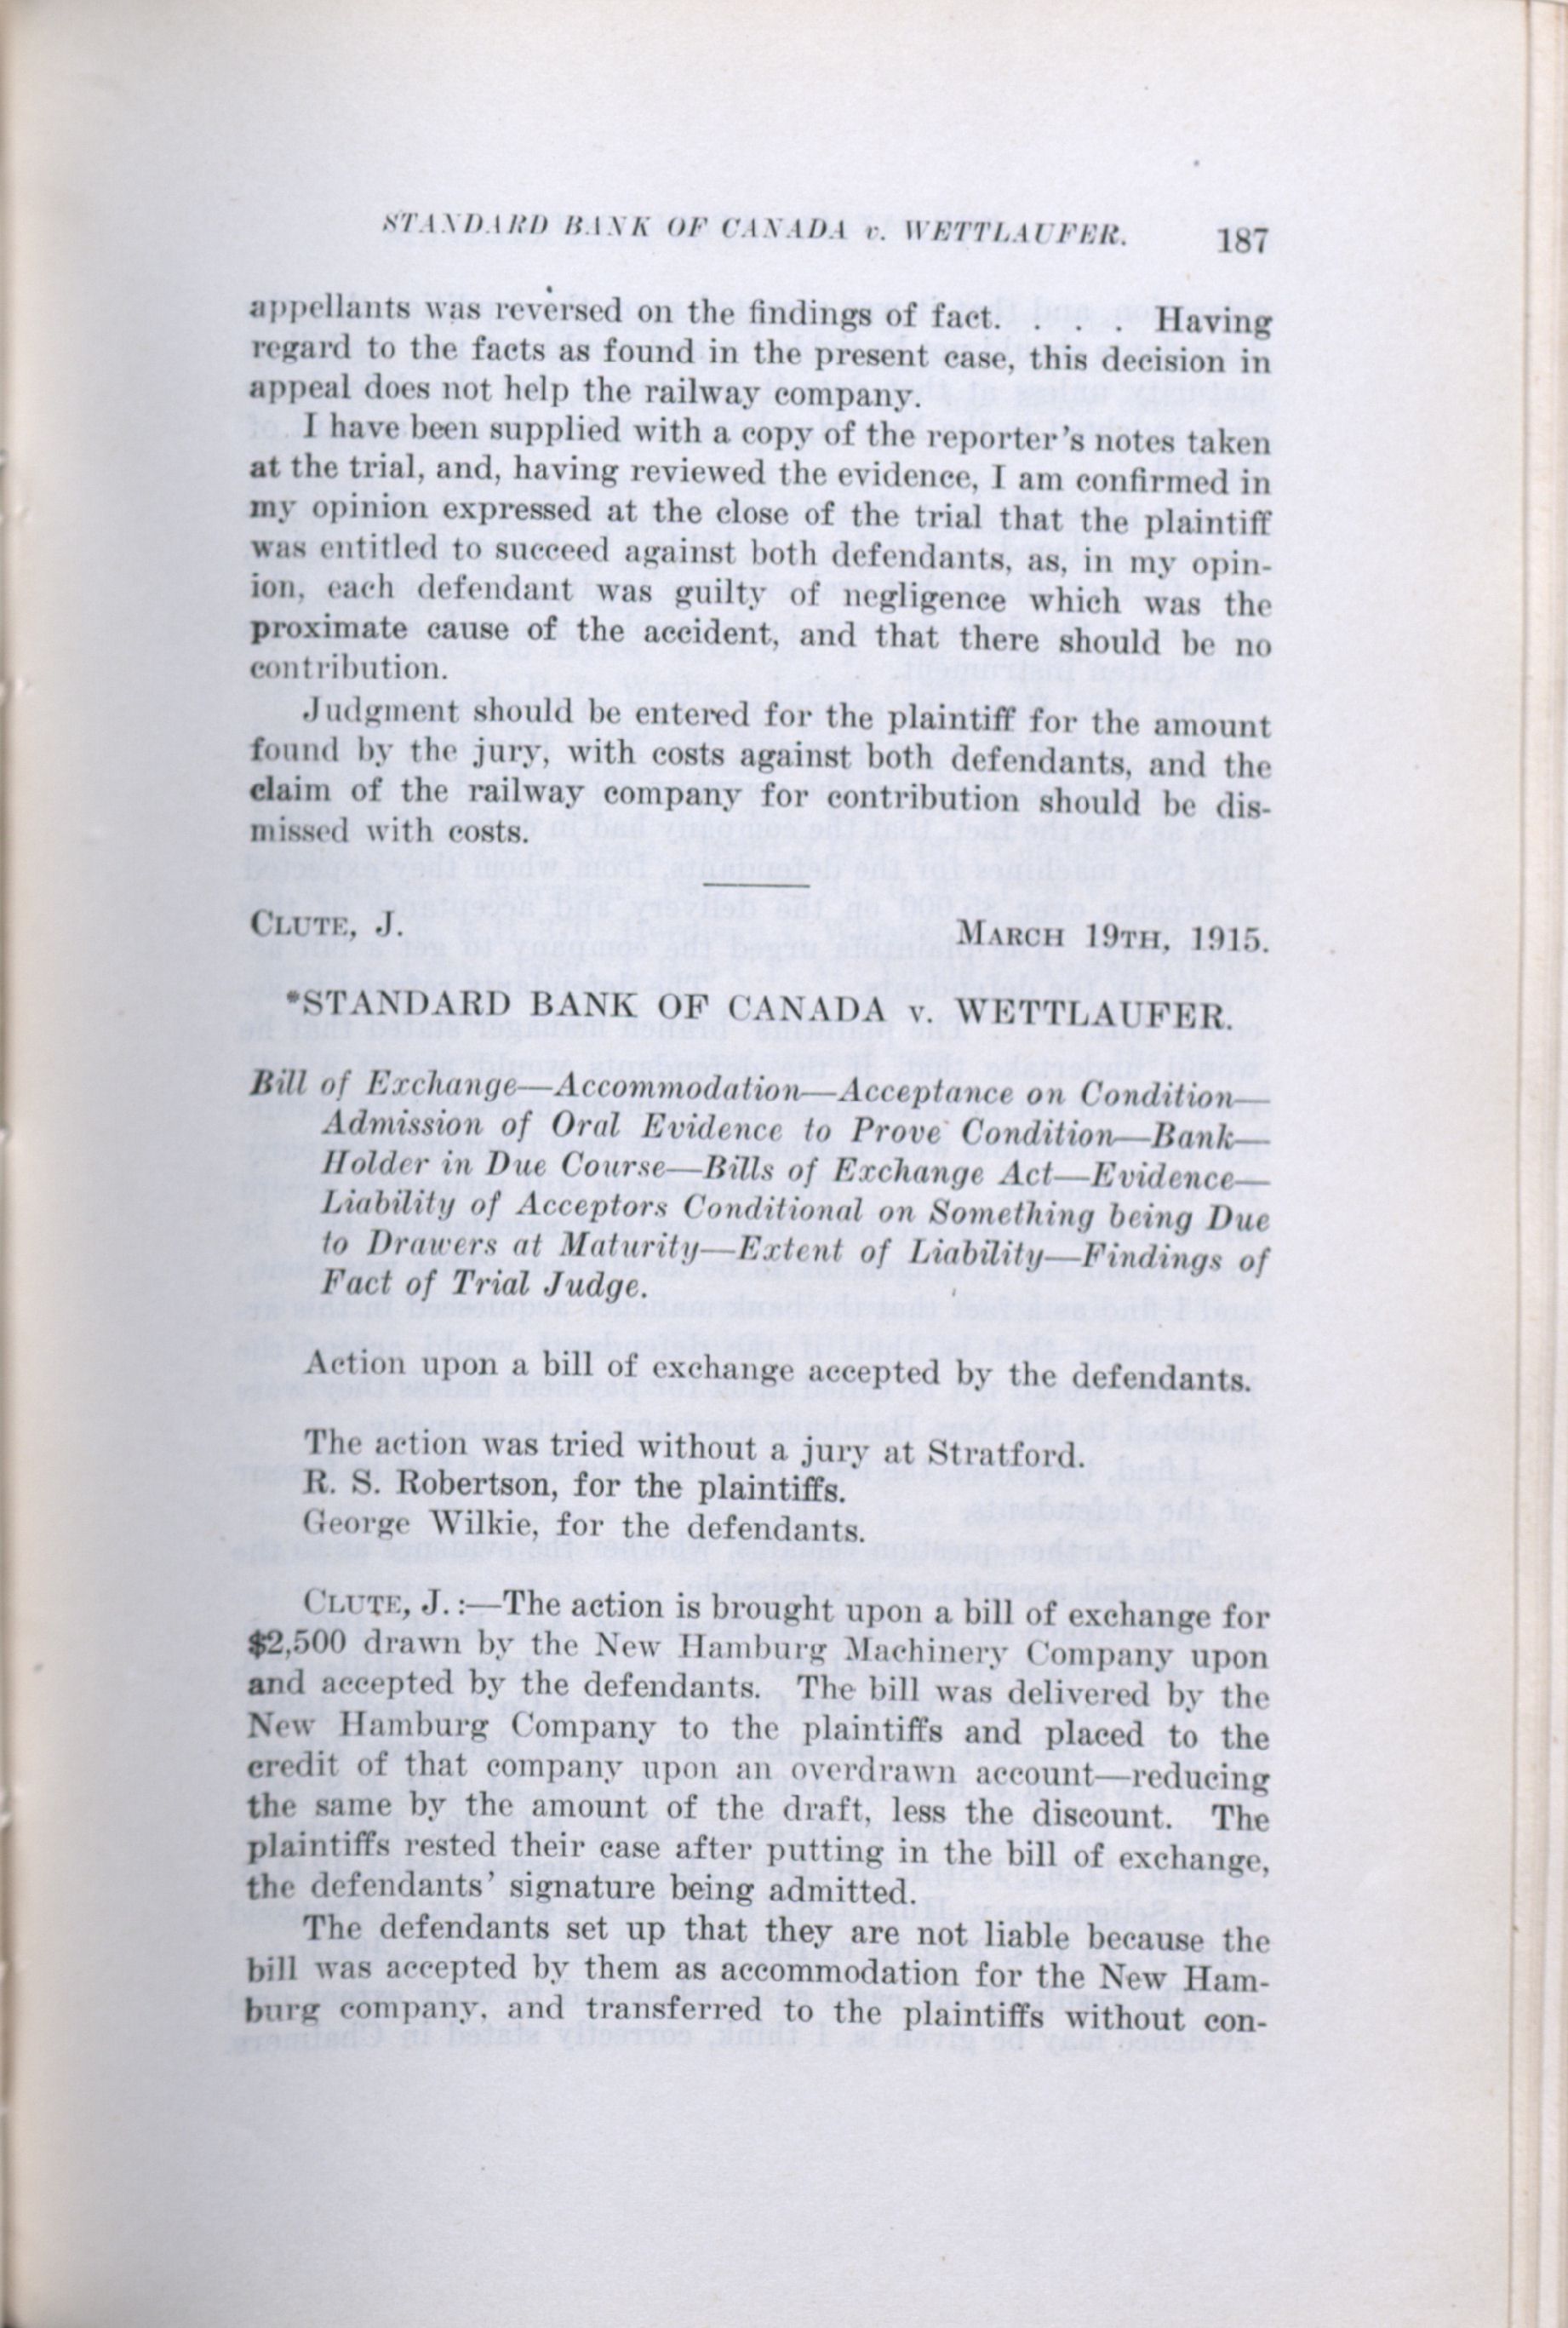 STANDARD BANK OF CANADA v. WETTLAUFER. 187
appellants was reversed on the findings of fact. . . . Having
regard to the facts as found in the present case, this decision in
appeal does not help the railway company.
I have been supplied with a copy of the reporter's notes taken
at the trial, and, having reviewed the evidence, I am confirmed in
my opinion expressed at the close of the trial that the plaintiff
was entitled to succeed against both defendants, as, in my opin-
ion, each defendant was guilty of negligence which was the
proximate cause of the accident, and that there should be no
contribution.
Judgment should be entered for the plaintiff for the amount
found by the jury, with costs against both defendants, and the
claim of the railway company for contribution should be dis-
missed with costs.
CLUTE, J. MARCH 19TH, 1915.
*STANDARD BANK OF CANADA v. WETTLAUFER.
Bill of Exchange—Accommodation—Acceptance on Condition—
Admission of Oral Evidence to Prove Condition—Bank—
Holder in Due Course—Bills of Exchange Act—Evidence—
Liability of Acceptors Conditional on Something being Due
to Drawers at Maturity—Extent of Liability—Findings of
Fact of Trial Judge.
Action upon a bill of exchange accepted by the defendants.
The action was tried without a jury at Stratford.
R. S. Robertson, for the plaintiffs.
George Wilkie, for the defendants.
CLUTE, J.:—The action is brought upon a bill of exchange for
$2,500 drawn by the New Hamburg Machinery Company upon
and accepted by the defendants. The bill was delivered by the
New Hamburg Company to the plaintiffs and placed to the
credit of that company upon an overdrawn account—reducing
the same by the amount of the draft, less the discount. The
plaintiffs rested their case after putting in the bill of exchange,
the defendants' signature being admitted.
The defendants set up that they are not liable because the
bill was accepted by them as accommodation for the New Ham-
burg company, and transferred to the plaintiffs without con-